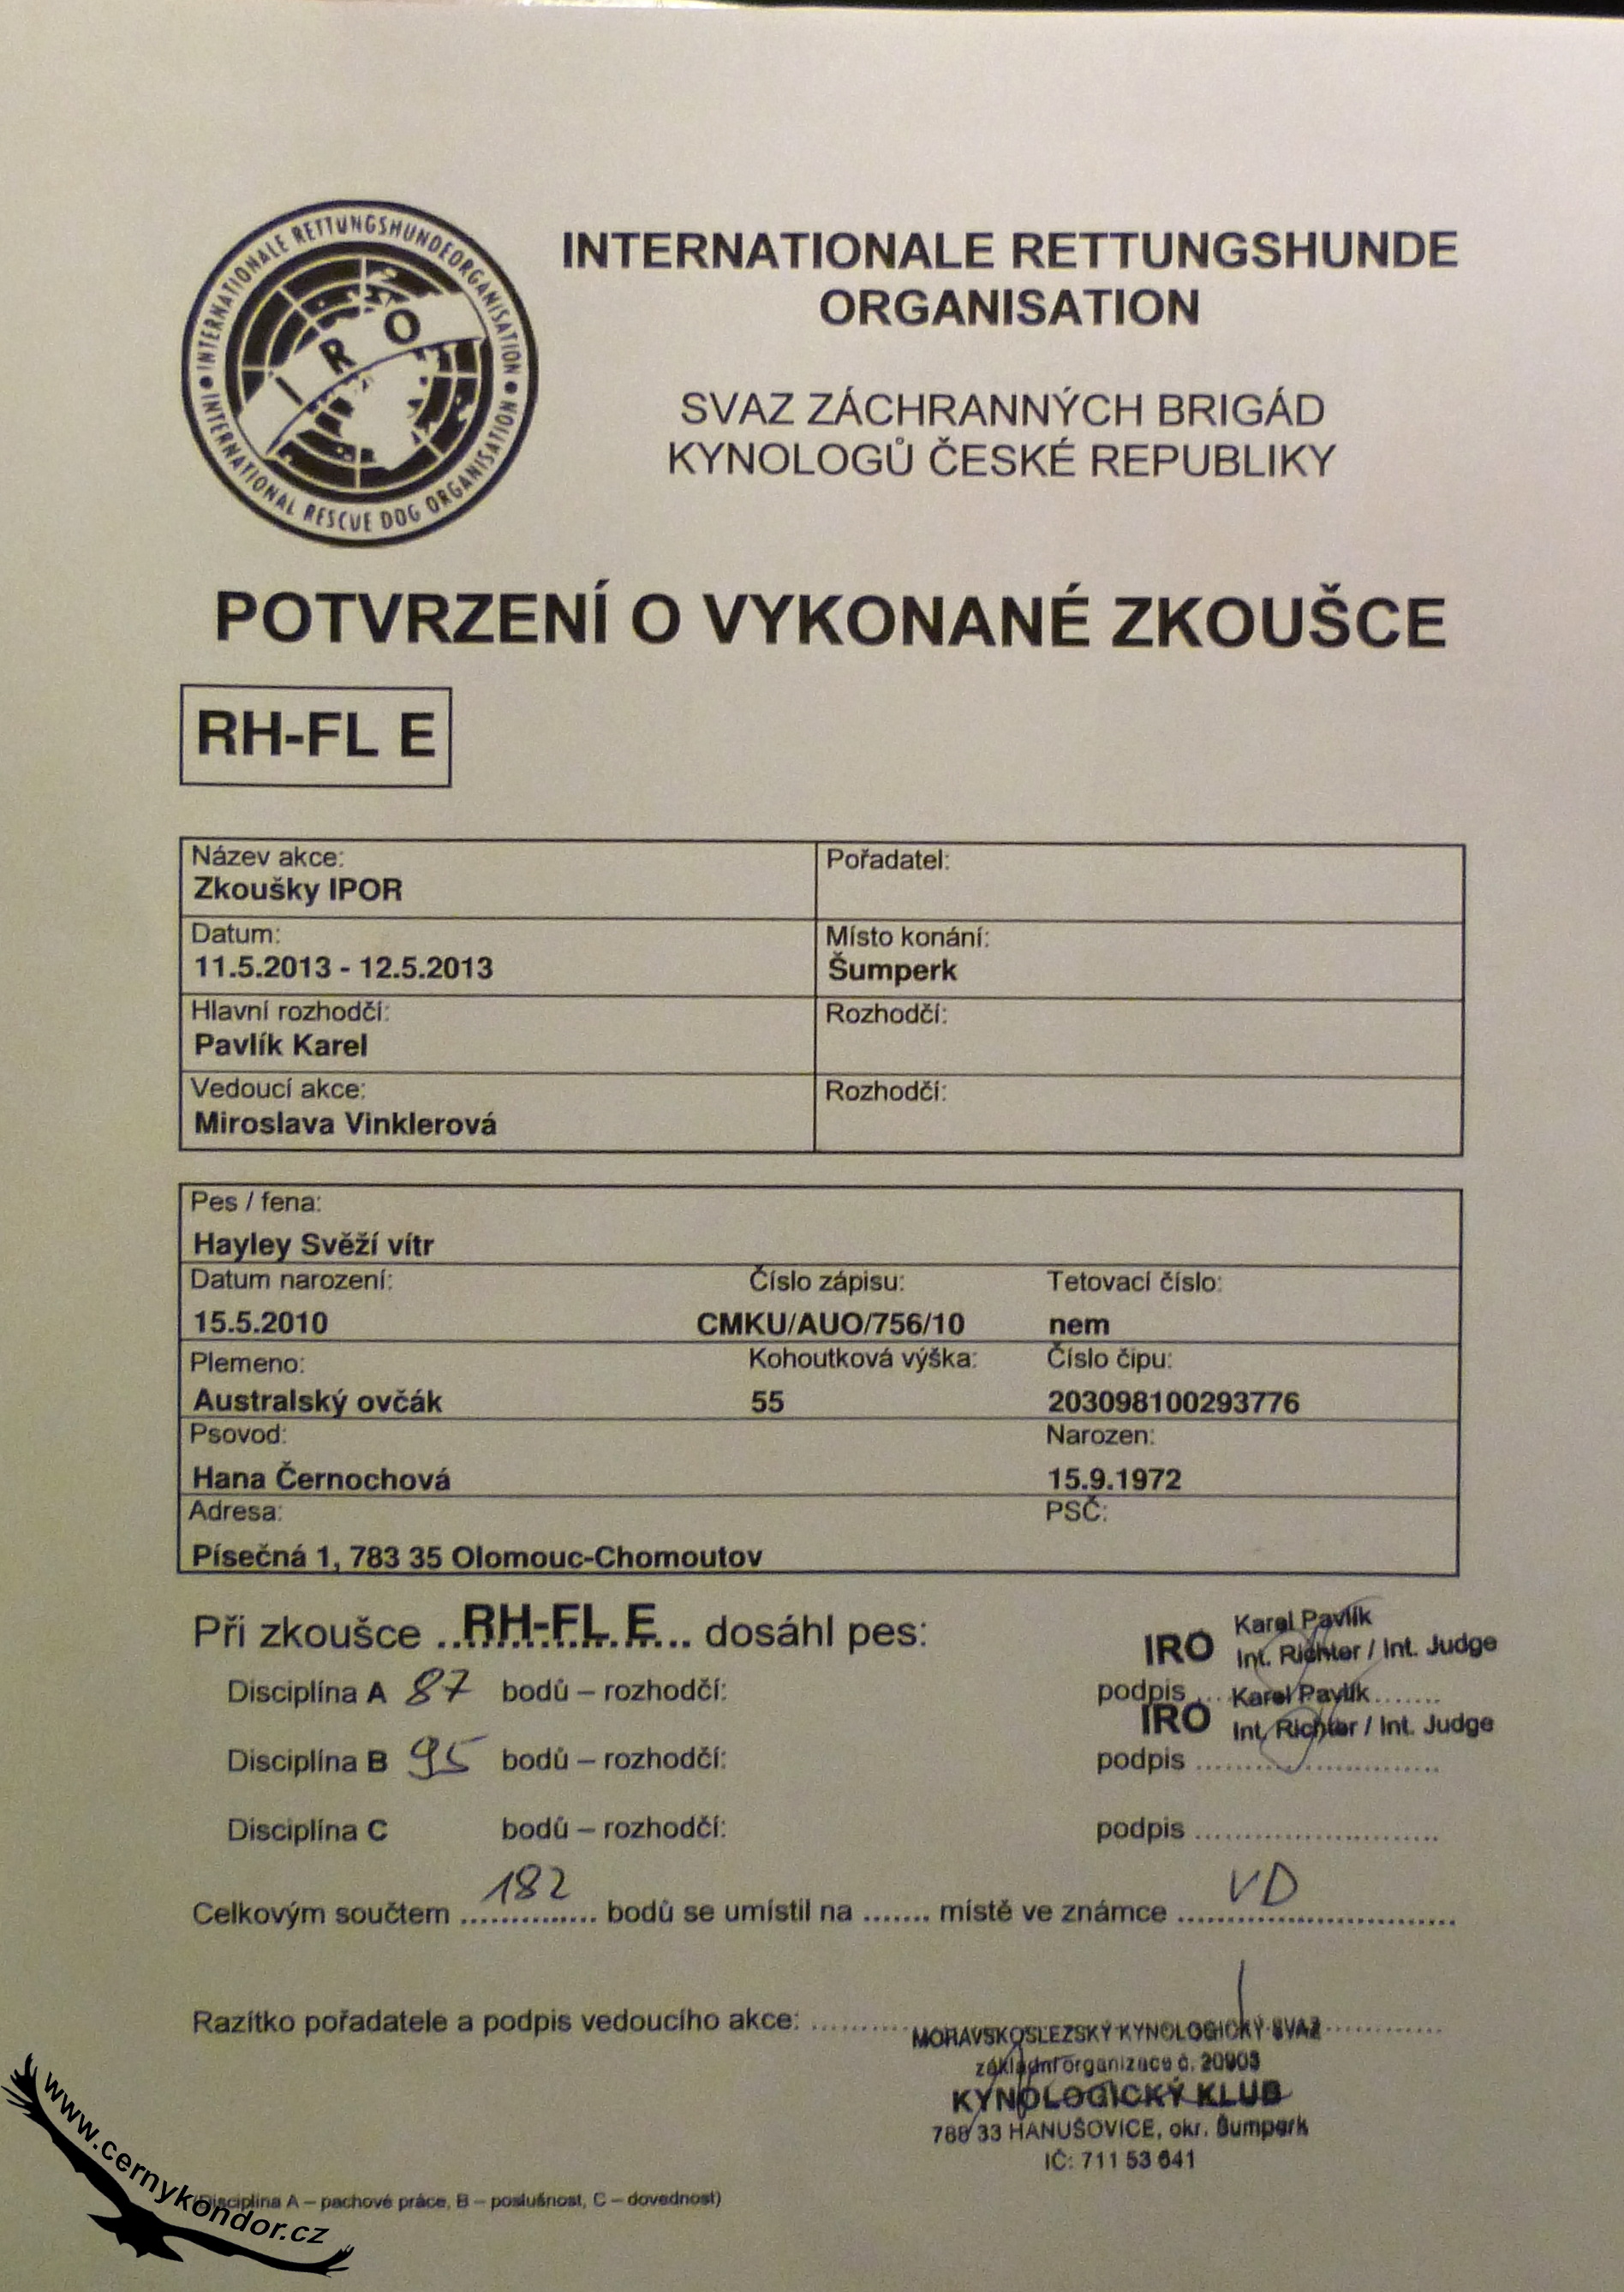 INTERNATIONALE RETTUNGSHUNDEORGANISATION
I R O
INTERNATIONAL RESCUE DOG ORGANISATION
INTERNATIONALE RETTUNGSHUNDE
ORGANISATION
SVAZ ZÁCHRANNÝCH BRIGÁD
KYNOLOGŮ ČESKÉ REPUBLIKY
POTVRZENÍ O VYKONANÉ ZKOUŠCE
RH-FL E
Název akce: Pořadatel:
Zkoušky IPOR
Datum: Místo konání:
11.5.2013 - 12.5.2013 Šumperk
Hlavní rozhodčí: Rozhodčí:
Pavlík Karel
Vedoucí akce: Rozhodčí:
Miroslava Vinklerová
Pes / fena:
Hayley Svěží vítr
Datum narození: Číslo zápisu: Tetovací číslo:
15.5.2010 CMKU/AUO/756/10 nem
Plemeno: Kohoutková výška: Číslo čipu:
Australský ovčák 55 203098100293776
Psovod: Narozen:
Hana Černochová 15.9.1972
Adresa: PSČ:
Písečná 1, 783 35 Olomouc-Chomoutov
Při zkoušce RH-FL E dosáhl pes:
IRO Karel Pavlík
Int. Richter / Int. Judge
Disciplína A 87 bodů – rozhodčí: podpis
IRO Karel Pavlík
Int. Richter / Int. Judge
Disciplína B 95 bodů – rozhodčí: podpis
Disciplína C bodů – rozhodčí: podpis
Celkovým součtem 182 bodů se umístil na ....... místě ve známce VD
Razítko pořadatele a podpis vedoucího akce:
MORAVSKOSLEZSKÝ KYNOLOGICKÝ SVAZ
základní organizace č. 20903
KYNOLOGICKÝ KLUB
788 33 HANUŠOVICE, okr. Šumperk
IČ: 711 53 641
(Disciplína A – pachové práce, B – poslušnost, C – dovednost)
www.cernykondor.cz